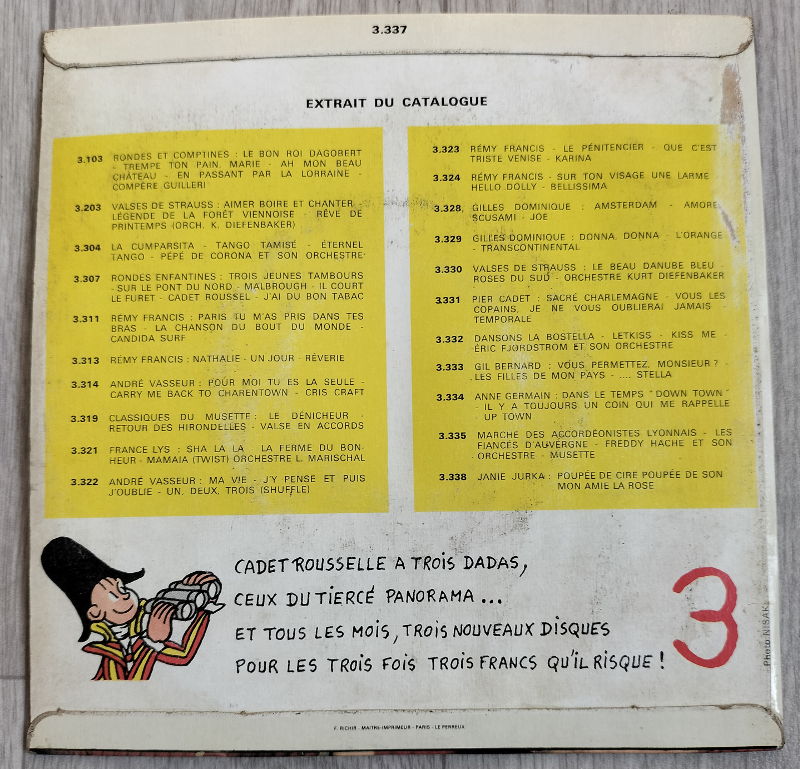 3.337
EXTRAIT DU CATALOGUE
3.103 RONDES ET COMPTINES : LE BON ROI DAGOBERT
- TREMPE TON PAIN, MARIE - AH MON BEAU
CHÂTEAU - EN PASSANT PAR LA LORRAINE -
COMPÈRE GUILLERI
3.203 VALSES DE STRAUSS : AIMER BOIRE ET CHANTER -
LÉGENDE DE LA FORÊT VIENNOISE - RÊVE DE
PRINTEMPS (ORCH. K. DIEFENBAKER)
3.304 LA CUMPARSITA - TANGO TAMISÉ - ÉTERNEL
TANGO - PÉPÉ DE CORONA ET SON ORCHESTRE
3.307 RONDES ENFANTINES : TROIS JEUNES TAMBOURS
- SUR LE PONT DU NORD - MALBROUGH - IL COURT
LE FURET - CADET ROUSSEL - J'AI DU BON TABAC
3.311 RÉMY FRANCIS : PARIS TU M'AS PRIS DANS TES
BRAS - LA CHANSON DU BOUT DU MONDE -
CANDIDA SURF
3.313 RÉMY FRANCIS : NATHALIE - UN JOUR - RÊVERIE
3.314 ANDRÉ VASSEUR : POUR MOI TU ES LA SEULE -
CARRY ME BACK TO CHARENTOWN - CRIS CRAFT
3.319 CLASSIQUES DU MUSETTE : LE DÉNICHEUR -
RETOUR DES HIRONDELLES - VALSE EN ACCORDS
3.321 FRANCE LYS : SHA LA LA - LA FERME DU BON-
HEUR - MAMAIA (TWIST) ORCHESTRE L. MARISCHAL
3.322 ANDRÉ VASSEUR : MA VIE - J'Y PENSE ET PUIS
J'OUBLIE - UN, DEUX, TROIS (SHUFFLE)
3.323 RÉMY FRANCIS - LE PÉNITENCIER - QUE C'EST
TRISTE VENISE - KARINA
3.324 RÉMY FRANCIS - SUR TON VISAGE UNE LARME
HELLO DOLLY - BELLISSIMA
3.328 GILLES DOMINIQUE : AMSTERDAM - AMORE
SCUSAMI - JOE
3.329 GILLES DOMINIQUE : DONNA, DONNA - L'ORANGE
- TRANSCONTINENTAL
3.330 VALSES DE STRAUSS : LE BEAU DANUBE BLEU -
ROSES DU SUD - ORCHESTRE KURT DIEFENBAKER
3.331 PIER CADET : SACRÉ CHARLEMAGNE - VOUS LES
COPAINS, JE NE VOUS OUBLIERAI JAMAIS -
TEMPORALE
3.332 DANSONS LA BOSTELLA - LETKISS - KISS ME -
ÉRIC FJORDSTROM ET SON ORCHESTRE
3.333 GIL BERNARD : VOUS PERMETTEZ, MONSIEUR ? -
LES FILLES DE MON PAYS - .... STELLA
3.334 ANNE GERMAIN : DANS LE TEMPS "DOWN TOWN"
- IL Y A TOUJOURS UN COIN QUI ME RAPPELLE
- UP TOWN
3.335 MARCHE DES ACCORDÉONISTES LYONNAIS - LES
FIANCÉS D'AUVERGNE - FREDDY HACHE ET SON
ORCHESTRE - MUSETTE
3.338 JANIE JURKA : POUPÉE DE CIRE POUPÉE DE SON
MON AMIE LA ROSE
CADET ROUSSELLE A TROIS DADAS,
CEUX DU TIERCÉ PANORAMA ...
ET TOUS LES MOIS, TROIS NOUVEAUX DISQUES
POUR LES TROIS FOIS TROIS FRANCS QU'IL RISQUE !
3
Photo NISAK
F. RICHIR - MAITRE-IMPRIMEUR - PARIS - LE PERREUX